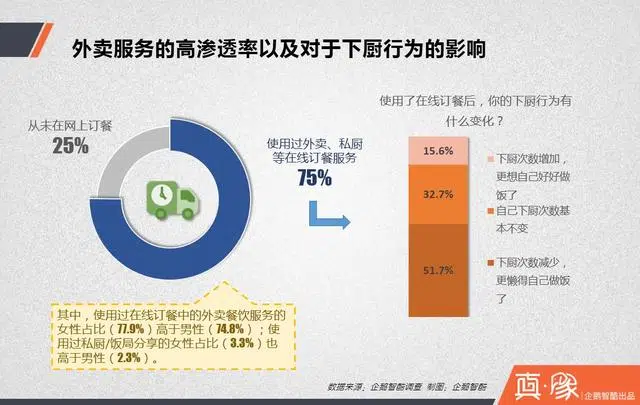 外卖服务的高渗透率以及对于下厨行为的影响
从未在网上订餐
25%
使用过外卖、私厨
等在线订餐服务
75%
其中，使用过在线订餐中的外卖餐饮服务的
女性占比（77.9%）高于男性（74.8%）；使
用过私厨/饭局分享的女性占比（3.3%）也
高于男性（2.3%）。
使用了在线订餐后，你的下厨行为有
什么变化？
15.6%
32.7%
51.7%
下厨次数增加，
更想自己好好做
饭了
自己下厨次数基
本不变
下厨次数减少，
更懒得自己做饭
了
数据来源：企鹅智酷调查 制图：企鹅智酷
真·像
企鹅智酷出品